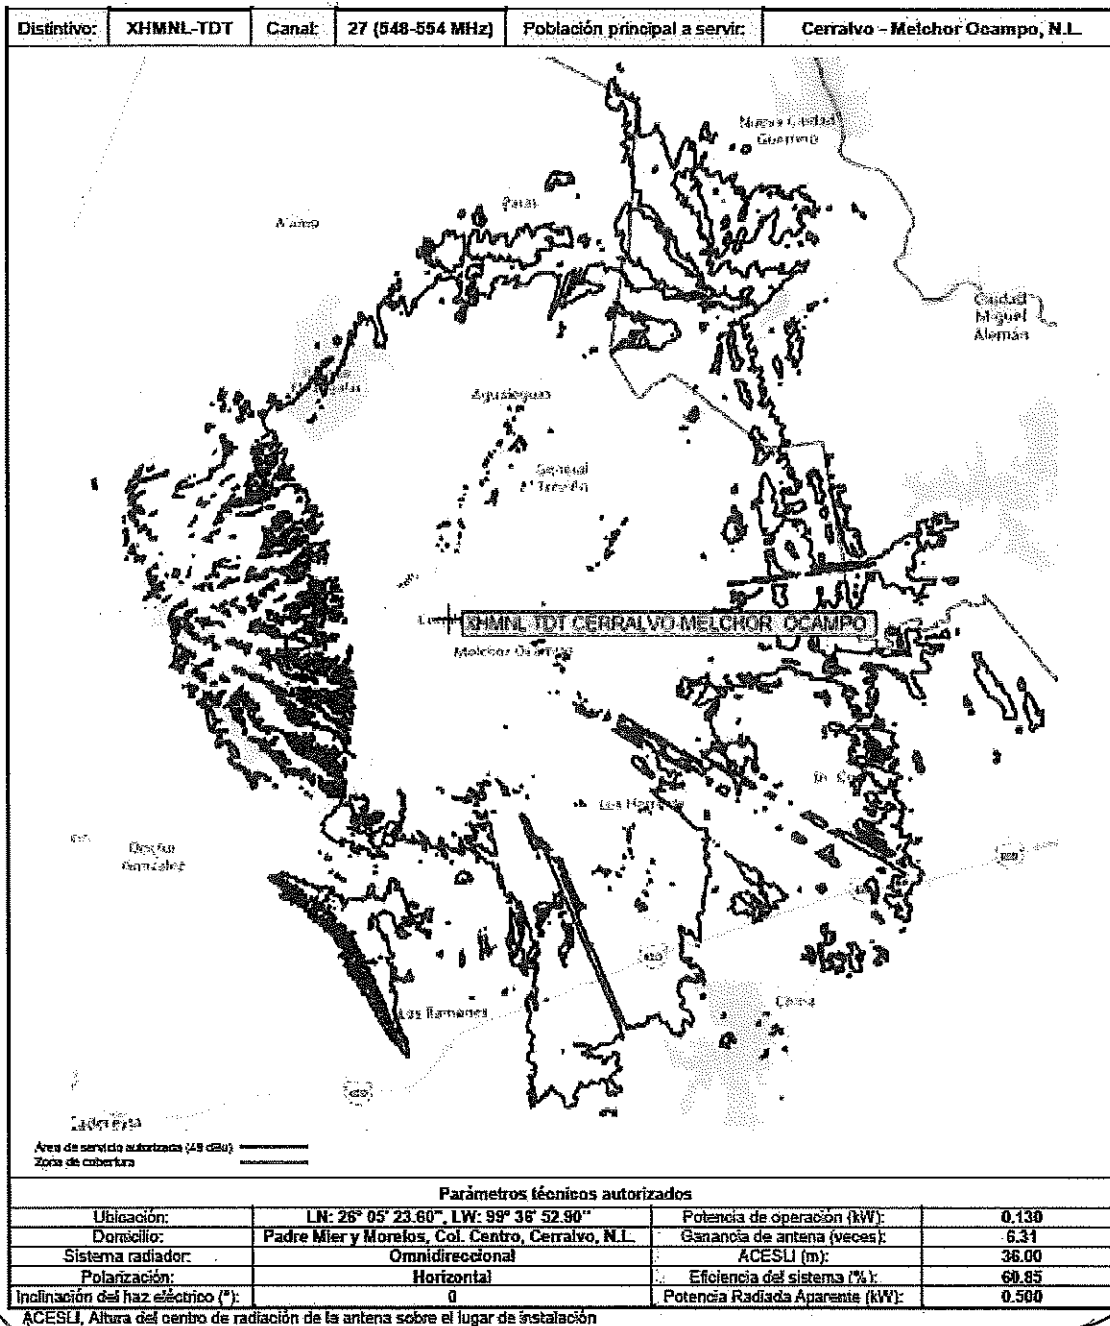 Distintivo: XHMNL-TDT Canal: 27 (548-554 MHz) Población principal a servir: Cerralvo - Melchor Ocampo, N.L.
Nueva Ciudad
Guerrero
Parás
Ciudad
Miguel
Alemán
Agualeguas
General
Treviño
XHMNL TDT CERRALVO-MELCHOR OCAMPO
Melchor Ocampo
Los Herrera
Doctor
González
China
Los Ramones
Cadereyta
Área de servicio autorizada (48 dBu)
Zona de cobertura
Parámetros técnicos autorizados
Ubicación: LN: 26° 05' 23.60", LW: 99° 36' 52.90" Potencia de operación (kW): 0.130
Domicilio: Padre Mier y Morelos, Col. Centro, Cerralvo, N.L. Ganancia de antena (veces): 6.31
Sistema radiador: Omnidireccional ACESLI (m): 36.00
Polarización: Horizontal Eficiencia del sistema (%): 60.85
Inclinación del haz eléctrico (°): 0 Potencia Radiada Aparente (kW): 0.500
ACESLI, Altura del centro de radiación de la antena sobre el lugar de instalación